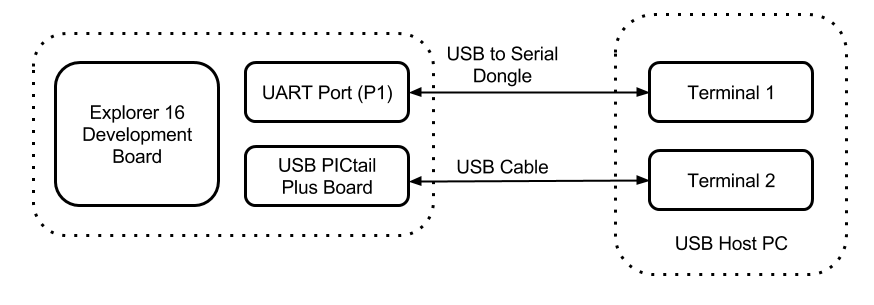 Explorer 16
Development
Board
UART Port (P1)
USB PICtail
Plus Board
USB to Serial
Dongle
USB Cable
Terminal 1
Terminal 2
USB Host PC